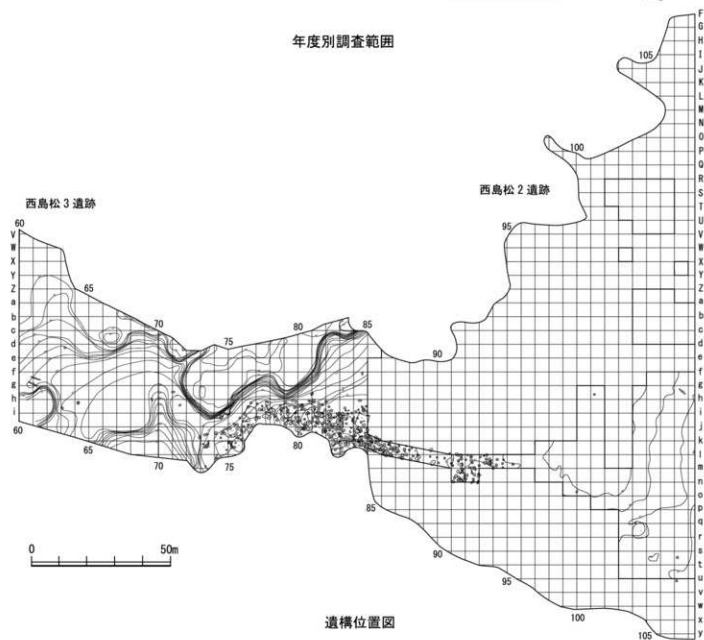 年度別調査範囲
西島松3遺跡
西島松2遺跡
60
65
70
75
80
85
90
95
100
105
V
W
X
Y
Z
a
b
c
d
e
f
g
h
i
F
G
H
I
J
K
L
M
N
O
P
Q
R
S
T
U
V
W
X
Y
Z
a
b
c
d
e
f
g
h
i
j
k
l
m
n
o
p
q
r
s
t
u
v
w
x
y
60
65
70
75
80
85
90
95
100
105
0 50m
遺構位置図